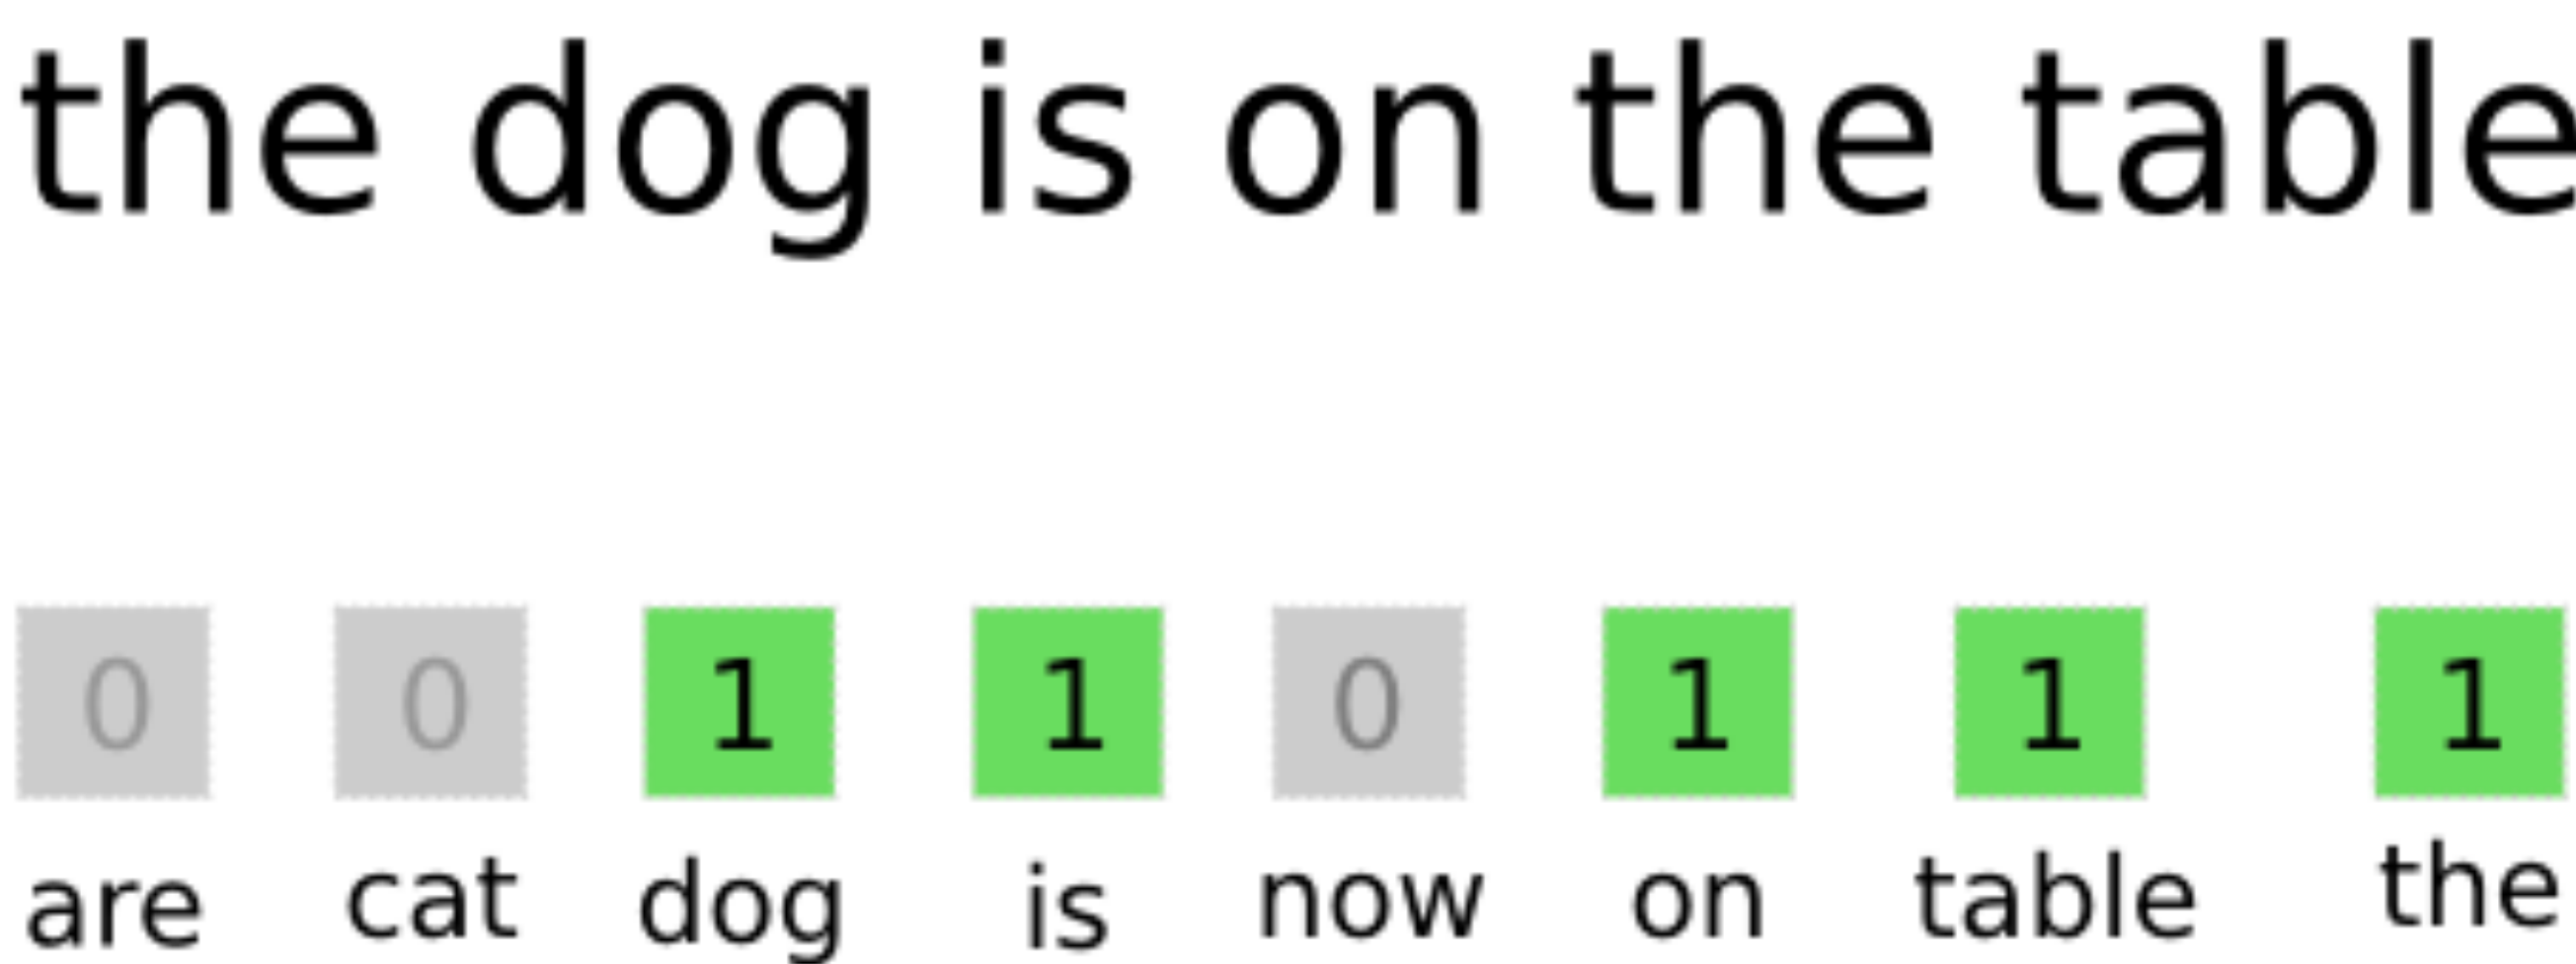 the dog is on the table
0 0 1 1 0 1 1 1
are cat dog is now on table the